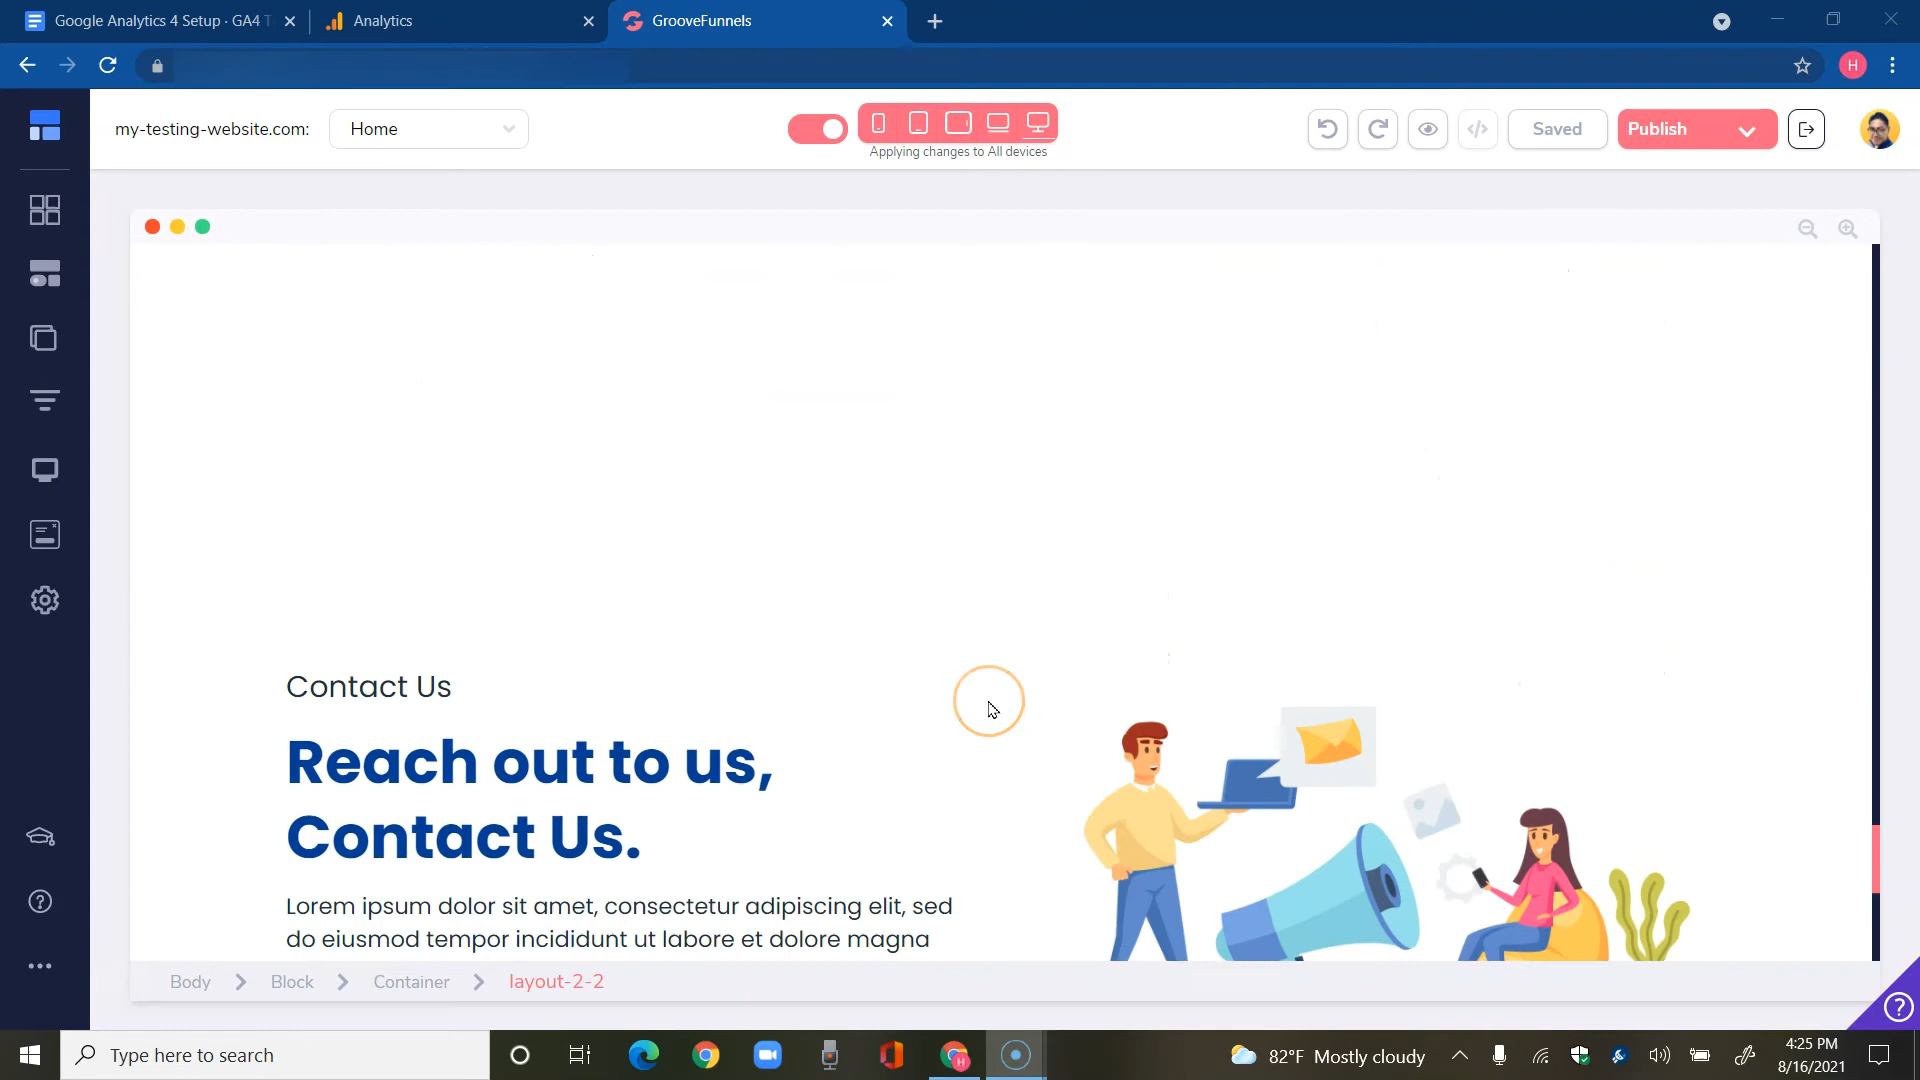 Google Analytics 4 Setup · GA4 T
Analytics
GrooveFunnels
H
my-testing-website.com:
Home
Applying changes to All devices
Saved
Publish
Contact Us
Reach out to us,
Contact Us.
Lorem ipsum dolor sit amet, consectetur adipiscing elit, sed
do eiusmod tempor incididunt ut labore et dolore magna
Body
Block
Container
layout-2-2
Type here to search
82°F Mostly cloudy
4:25 PM
8/16/2021